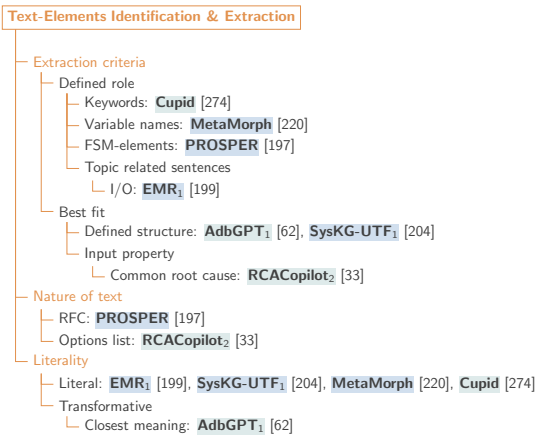 Text-Elements Identification & Extraction
Extraction criteria
Defined role
Keywords: Cupid [274]
Variable names: MetaMorph [220]
FSM-elements: PROSPER [197]
Topic related sentences
I/O: EMR₁ [199]
Best fit
Defined structure: AdbGPT₁ [62], SysKG-UTF₁ [204]
Input property
Common root cause: RCACopilot₂ [33]
Nature of text
RFC: PROSPER [197]
Options list: RCACopilot₂ [33]
Literality
Literal: EMR₁ [199], SysKG-UTF₁ [204], MetaMorph [220], Cupid [274]
Transformative
Closest meaning: AdbGPT₁ [62]